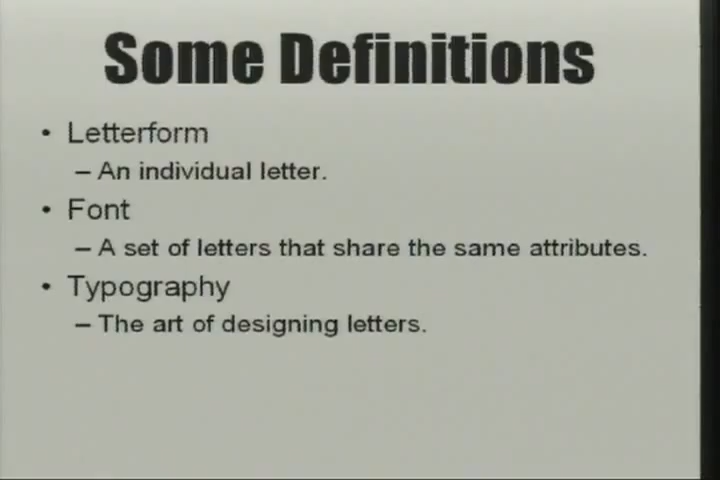 Some Definitions
• Letterform
– An individual letter.
• Font
– A set of letters that share the same attributes.
• Typography
– The art of designing letters.